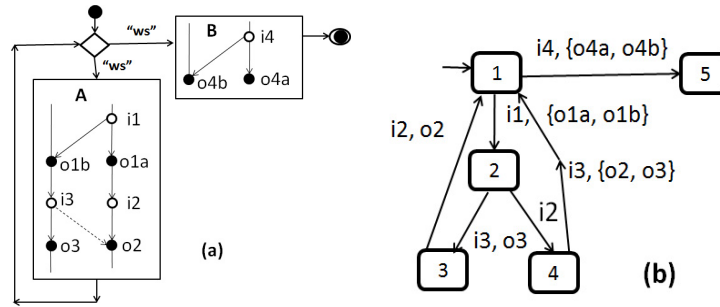 "ws"
"ws"
B
i4
o4b
o4a
A
i1
o1b
o1a
i3
i2
o3
o2
(a)
i4, {o4a, o4b}
1
5
i2, o2
i1, {o1a, o1b}
2
i3, {o2, o3}
i2
i3, o3
3
4
(b)